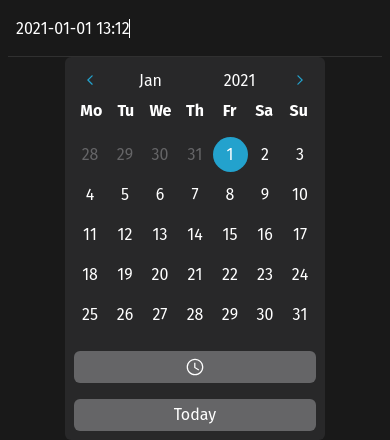 2021-01-01 13:12
Jan 2021
Mo Tu We Th Fr Sa Su
28 29 30 31 1 2 3
4 5 6 7 8 9 10
11 12 13 14 15 16 17
18 19 20 21 22 23 24
25 26 27 28 29 30 31
Today